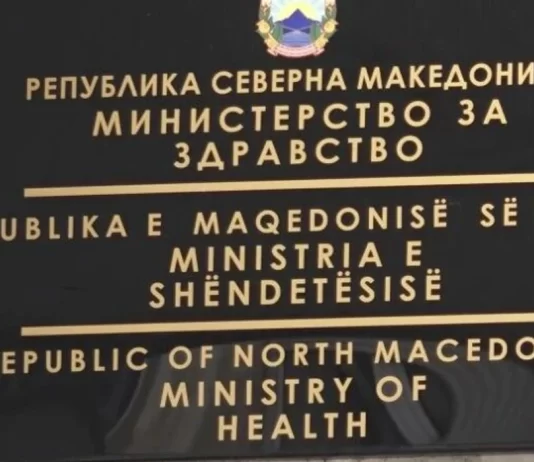 РЕПУБЛИКА СЕВЕРНА МАКЕДОНИ
МИНИСТЕРСТВО ЗА
ЗДРАВСТВО
UBLIKA E MAQEDONISË SË
MINISTRIA E
SHËNDETËSISË
EPUBLIC OF NORTH MACEDO
MINISTRY OF
HEALTH